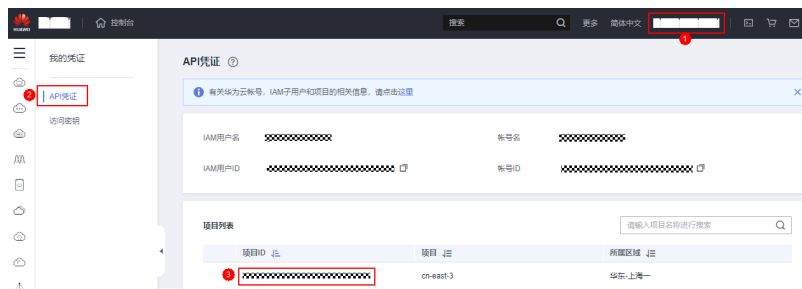 HUAWEI 控制台 搜索 更多 简体中文
1
我的凭证
API凭证
2 API凭证
访问密钥
有关华为云帐号、IAM子用户和项目的相关信息，请点击这里
IAM用户名 帐号名
IAM用户ID 帐号ID
项目列表 请输入项目名称进行搜索
项目ID 项目 所属区域
3 cn-east-3 华东-上海一